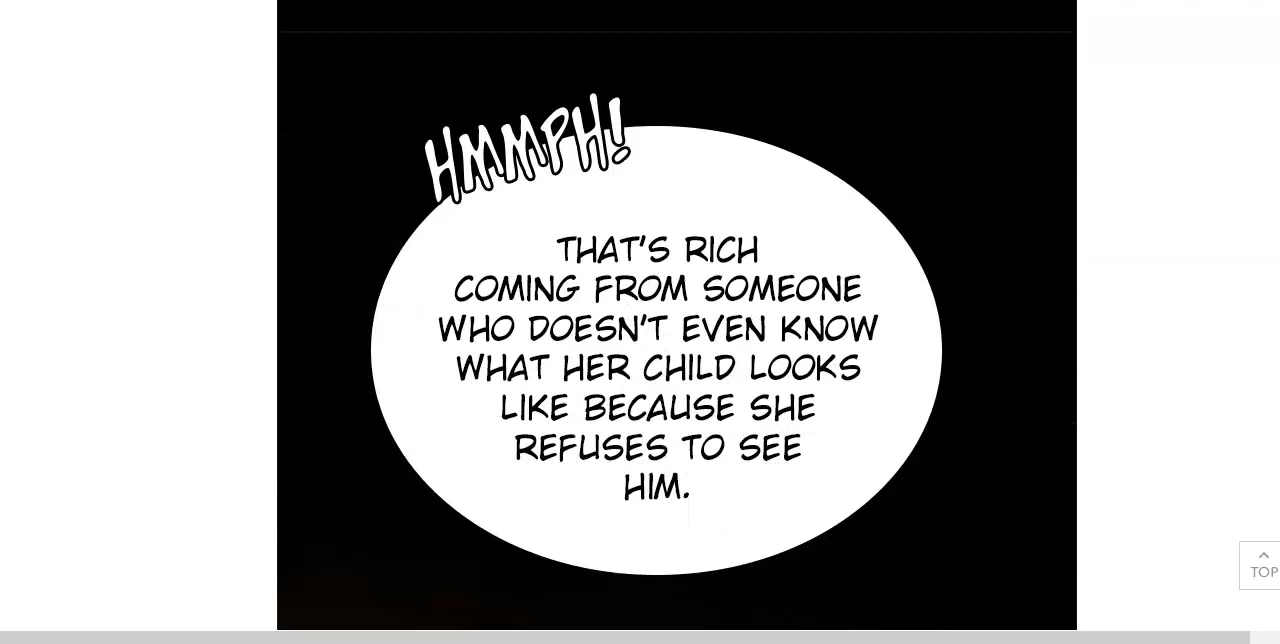 HMMPH!
THAT'S RICH
COMING FROM SOMEONE
WHO DOESN'T EVEN KNOW
WHAT HER CHILD LOOKS
LIKE BECAUSE SHE
REFUSES TO SEE
HIM.
TOP